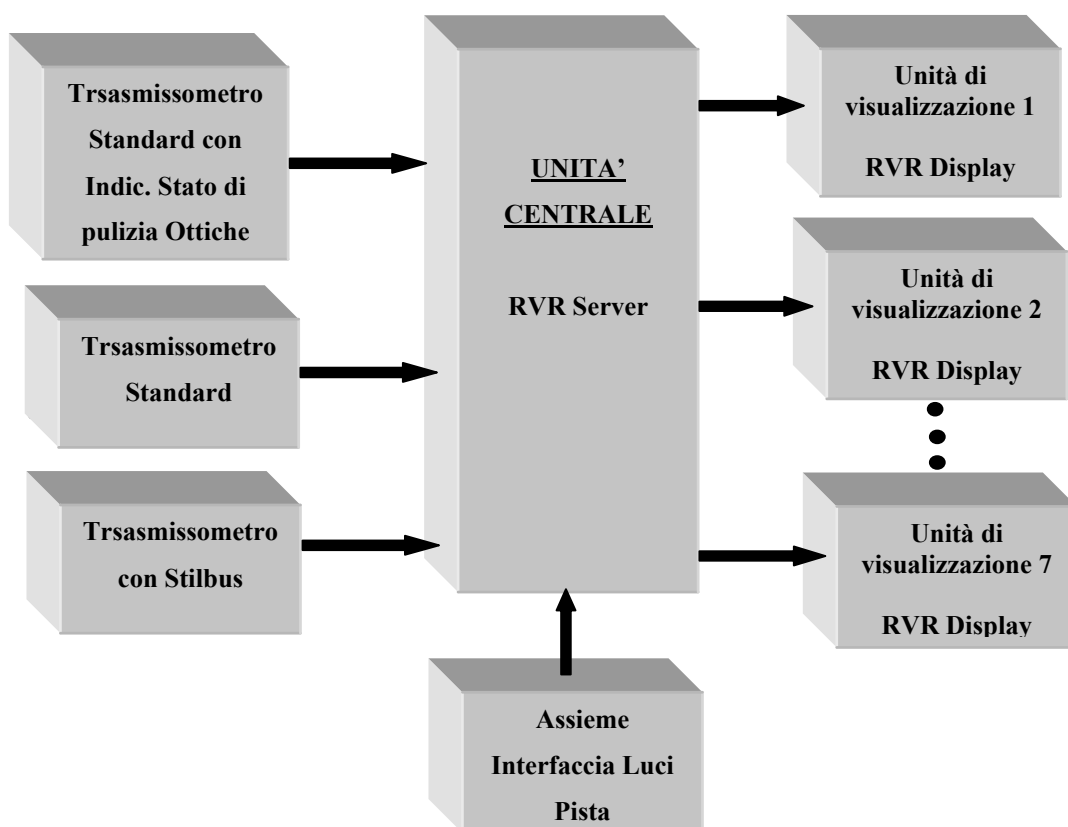 Trsasmissometro
Standard con
Indic. Stato di
pulizia Ottiche
Trsasmissometro
Standard
Trsasmissometro
con Stilbus
UNITA’
CENTRALE
RVR Server
Assieme
Interfaccia Luci
Pista
Unità di
visualizzazione 1
RVR Display
Unità di
visualizzazione 2
RVR Display
Unità di
visualizzazione 7
RVR Display